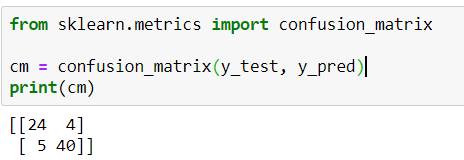 from sklearn.metrics import confusion_matrix
cm = confusion_matrix(y_test, y_pred)
print(cm)
[[24  4]
 [ 5 40]]